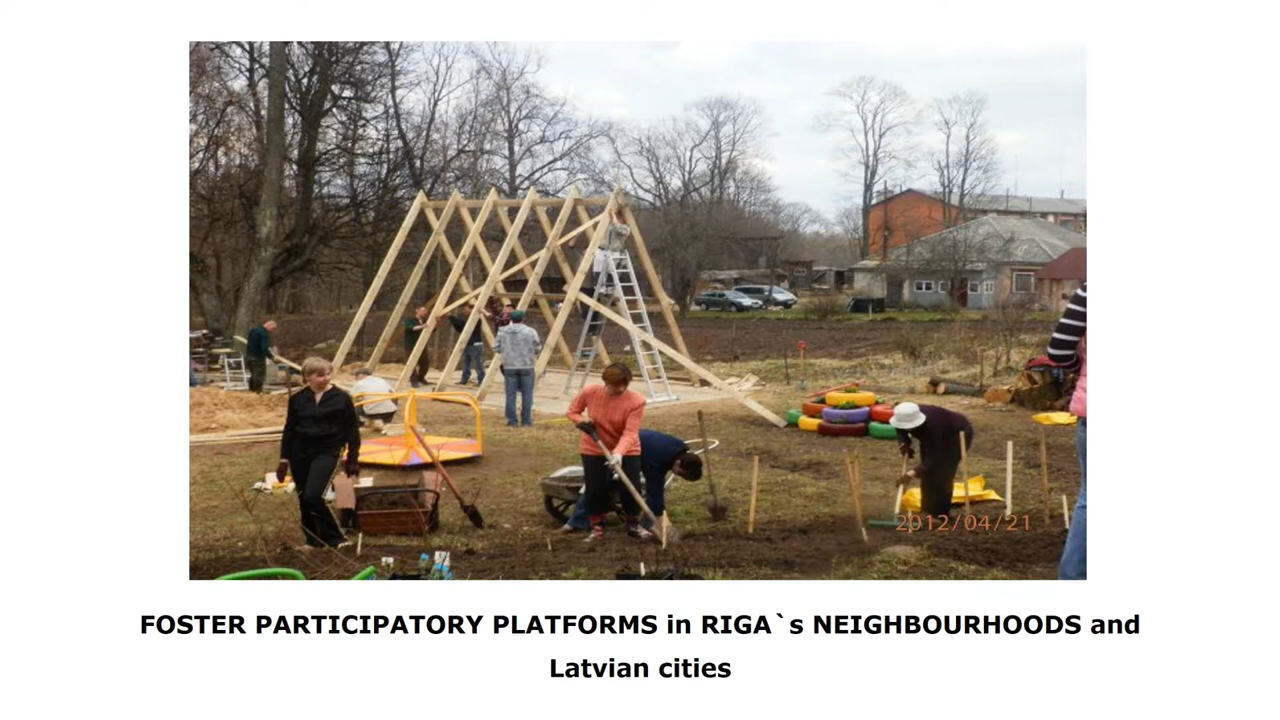 2012/04/21
FOSTER PARTICIPATORY PLATFORMS in RIGA`s NEIGHBOURHOODS and
Latvian cities